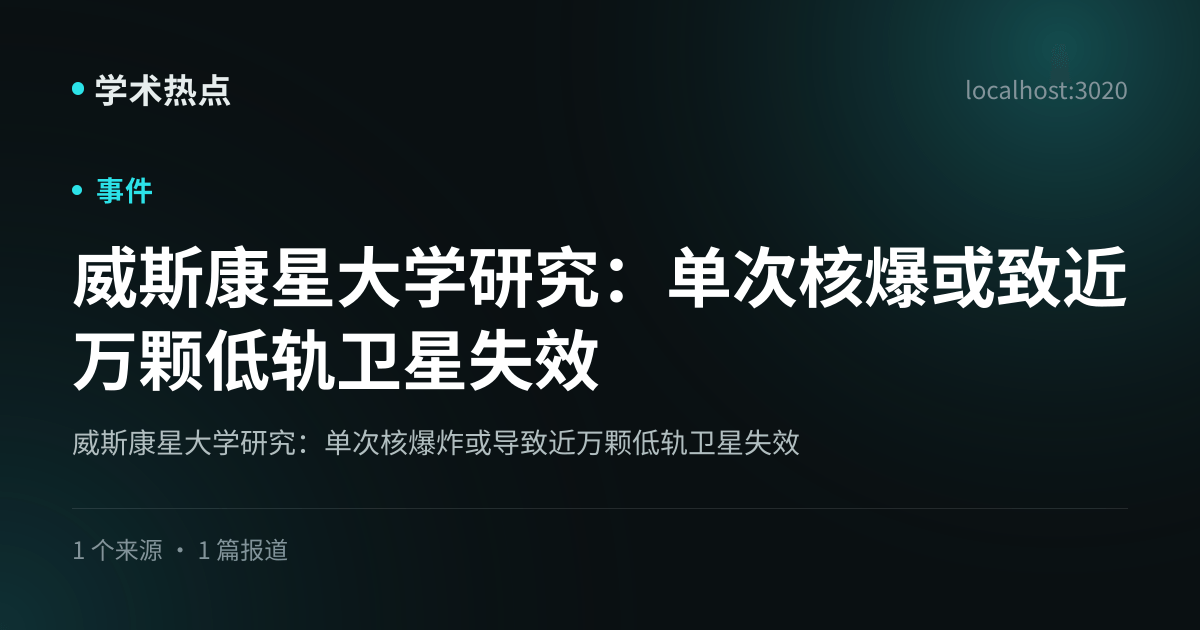 学术热点
localhost:3020
事件
威斯康星大学研究：单次核爆或致近
万颗低轨卫星失效
威斯康星大学研究：单次核爆炸或导致近万颗低轨卫星失效
1 个来源 · 1 篇报道